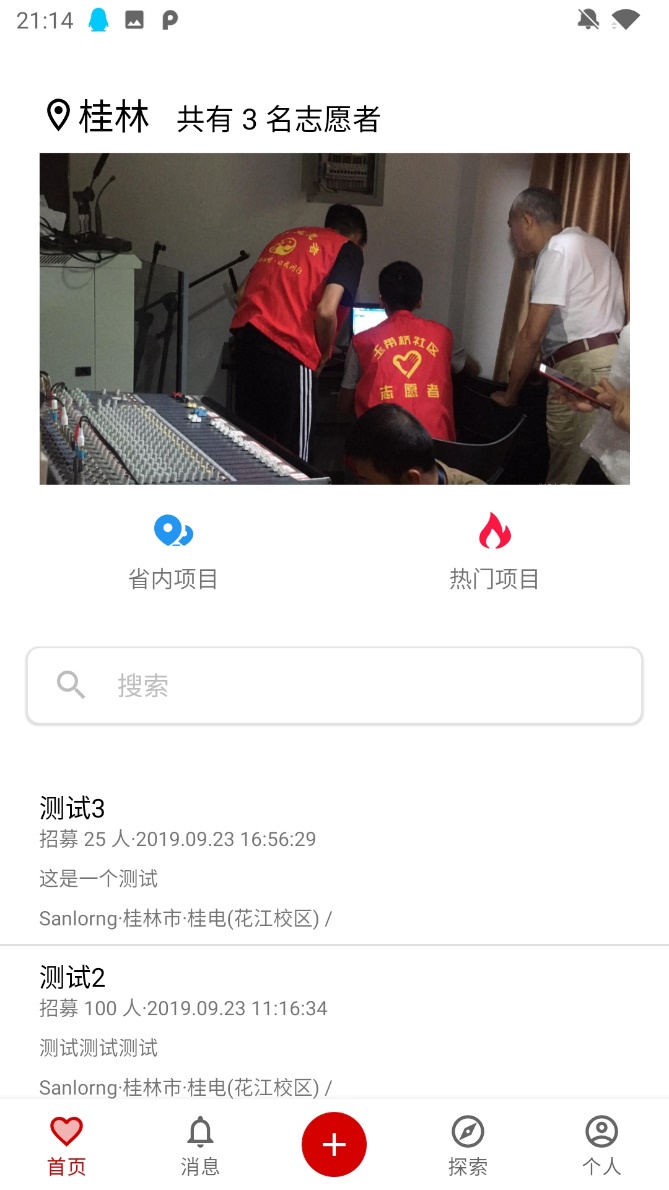 21:14
桂林 共有 3 名志愿者
玉带桥社区
志愿者
省内项目 热门项目
搜索
测试3
招募 25 人·2019.09.23 16:56:29
这是一个测试
Sanlorng·桂林市·桂电(花江校区) /
测试2
招募 100 人·2019.09.23 11:16:34
测试测试测试
Sanlorng·桂林市·桂电(花江校区) /
首页 消息 探索 个人